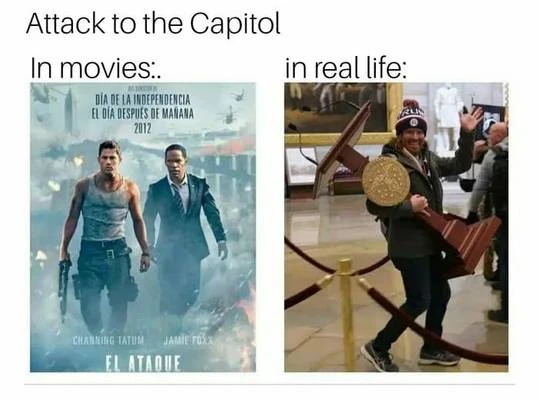 Attack to the Capitol
In movies:.
in real life:
DÍA DE LA INDEPENDENCIA
EL DÍA DESPUÉS DE MAÑANA
2012
CHANNING TATUM JAMIE FOXX
EL ATAQUE